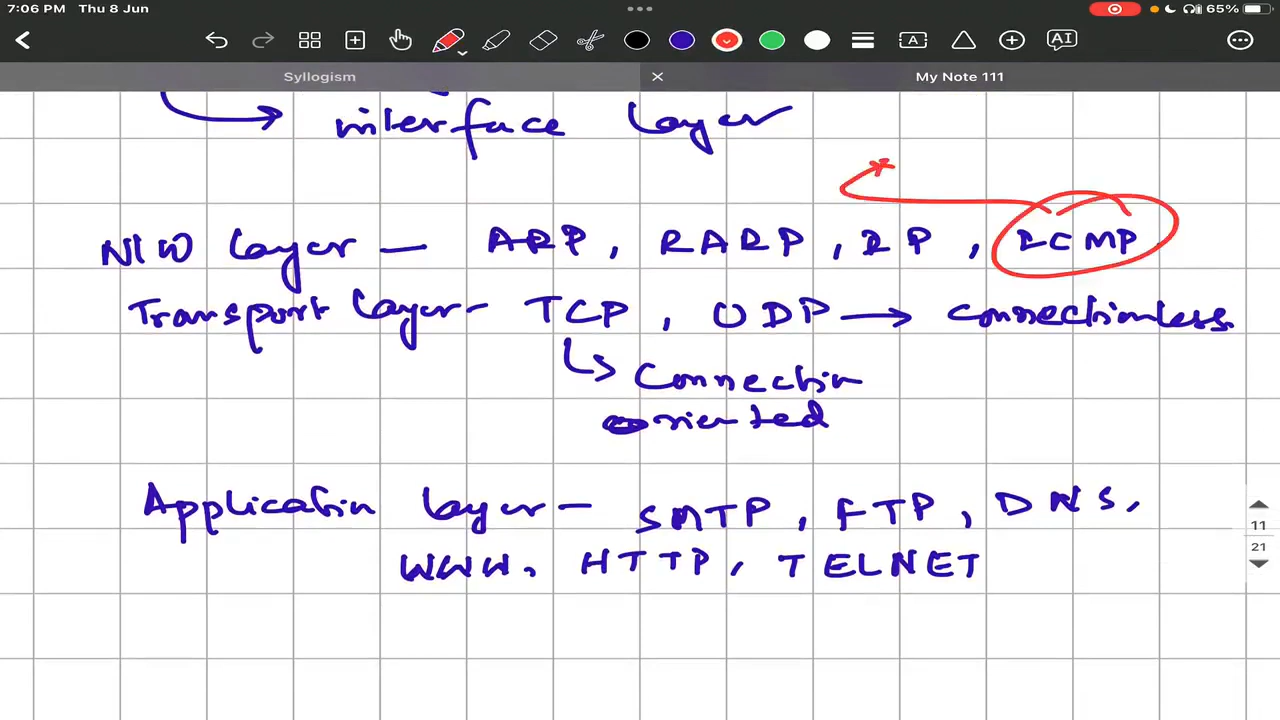 7:06 PM Thu 8 Jun 65%
AI
Syllogism My Note 111
interface layer
N/W layer — ARP, RARP, IP, ICMP
Transport layer - TCP, UDP → connectionless.
Connection
oriented
Application layer — SMTP, FTP, DNS,
WWW, HTTP, TELNET
11
21